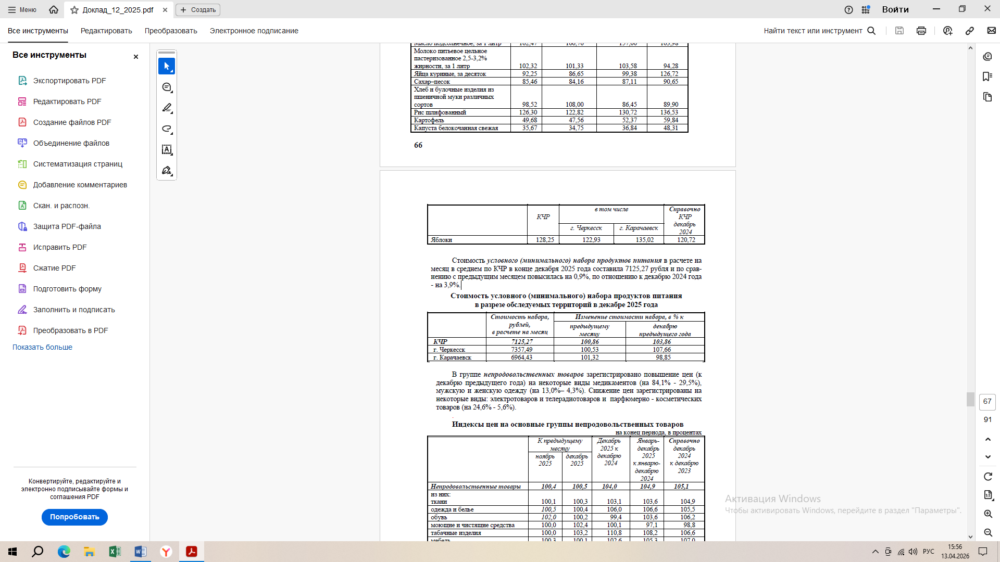 Меню
Доклад_12_2025.pdf
Создать
Войти
Все инструменты
Редактировать
Преобразовать
Электронное подписание
Найти текст или инструмент
Все инструменты
Экспортировать PDF
Редактировать PDF
Создание файлов PDF
Объединение файлов
Систематизация страниц
Добавление комментариев
Скан. и распозн.
Защита PDF-файла
Исправить PDF
Сжатие PDF
Подготовить форму
Заполнить и подписать
Преобразовать в PDF
Показать больше
Конвертируйте, редактируйте и
электронно подписывайте формы и
соглашения PDF
Попробовать
Масло подсолнечное, за 1 литр
Молоко питьевое цельное
пастеризованное 2,5-3,2%
жирности, за 1 литр 102,32 101,33 103,58 94,28
Яйца куриные, за десяток 92,25 86,65 99,38 126,72
Сахар–песок 85,46 84,16 87,11 90,65
Хлеб и булочные изделия из
пшеничной муки различных
сортов 98,52 108,00 86,45 89,90
Рис шлифованный 126,30 122,82 130,72 136,53
Картофель 49,68 47,56 52,37 59,84
Капуста белокочанная свежая 35,67 34,75 36,84 48,31
66
КЧР
в том числе
г. Черкесск г. Карачаевск
Справочно
КЧР
декабрь
2024
Яблоки 128,25 122,93 135,02 120,72
Стоимость условного (минимального) набора продуктов питания в расчете на
месяц в среднем по КЧР в конце декабря 2025 года составила 7125,27 рубля и по срав-
нению с предыдущим месяцем повысилась на 0,9%, по отношению к декабрю 2024 года
- на 3,9%.
Стоимость условного (минимального) набора продуктов питания
в разрезе обследуемых территорий в декабре 2025 года
Стоимость набора,
рублей,
в расчете на месяц
Изменение стоимости набора, в % к
предыдущему
месяцу
декабрю
предыдущего года
КЧР 7125,27 100,86 103,86
г. Черкесск 7357,49 100,53 107,66
г. Карачаевск 6964,43 101,32 98,85
В группе непродовольственных товаров зарегистрировано повышение цен (к
декабрю предыдущего года) на некоторые виды медикаментов (на 84,1% - 29,5%),
мужскую и женскую одежду (на 13,0%– 4,3%). Снижение цен зарегистрированы на
некоторые виды: электротоваров и телерадиотоваров и парфюмерно - косметических
товаров (на 24,6% - 5,6%).
.
Индексы цен на основные группы непродовольственных товаров
на конец периода, в процентах
К предыдущему
месяцу
ноябрь
2025
декабрь
2025
Декабрь
2025 к
декабрю
2024
Январь-
декабрь
2025
к январю-
декабрю
2024
Справочно
декабрь
2024
к декабрю
2023
Непродовольственные товары 100,4 100,5 104,0 104,9 105,1
из них:
ткани 100,1 100,3 103,1 103,6 104,9
одежда и белье 100,5 100,4 106,0 106,6 105,5
обувь 102,0 100,2 99,4 103,6 106,2
моющие и чистящие средства 100,0 102,4 100,1 97,1 98,8
табачные изделия 100,0 103,2 110,8 108,2 106,6
мебель 100,3 100,1 102,6 105,3 107,0
67
91
1:1
Активация Windows
Чтобы активировать Windows, перейдите в раздел "Параметры".
РУС
15:56
13.04.2026